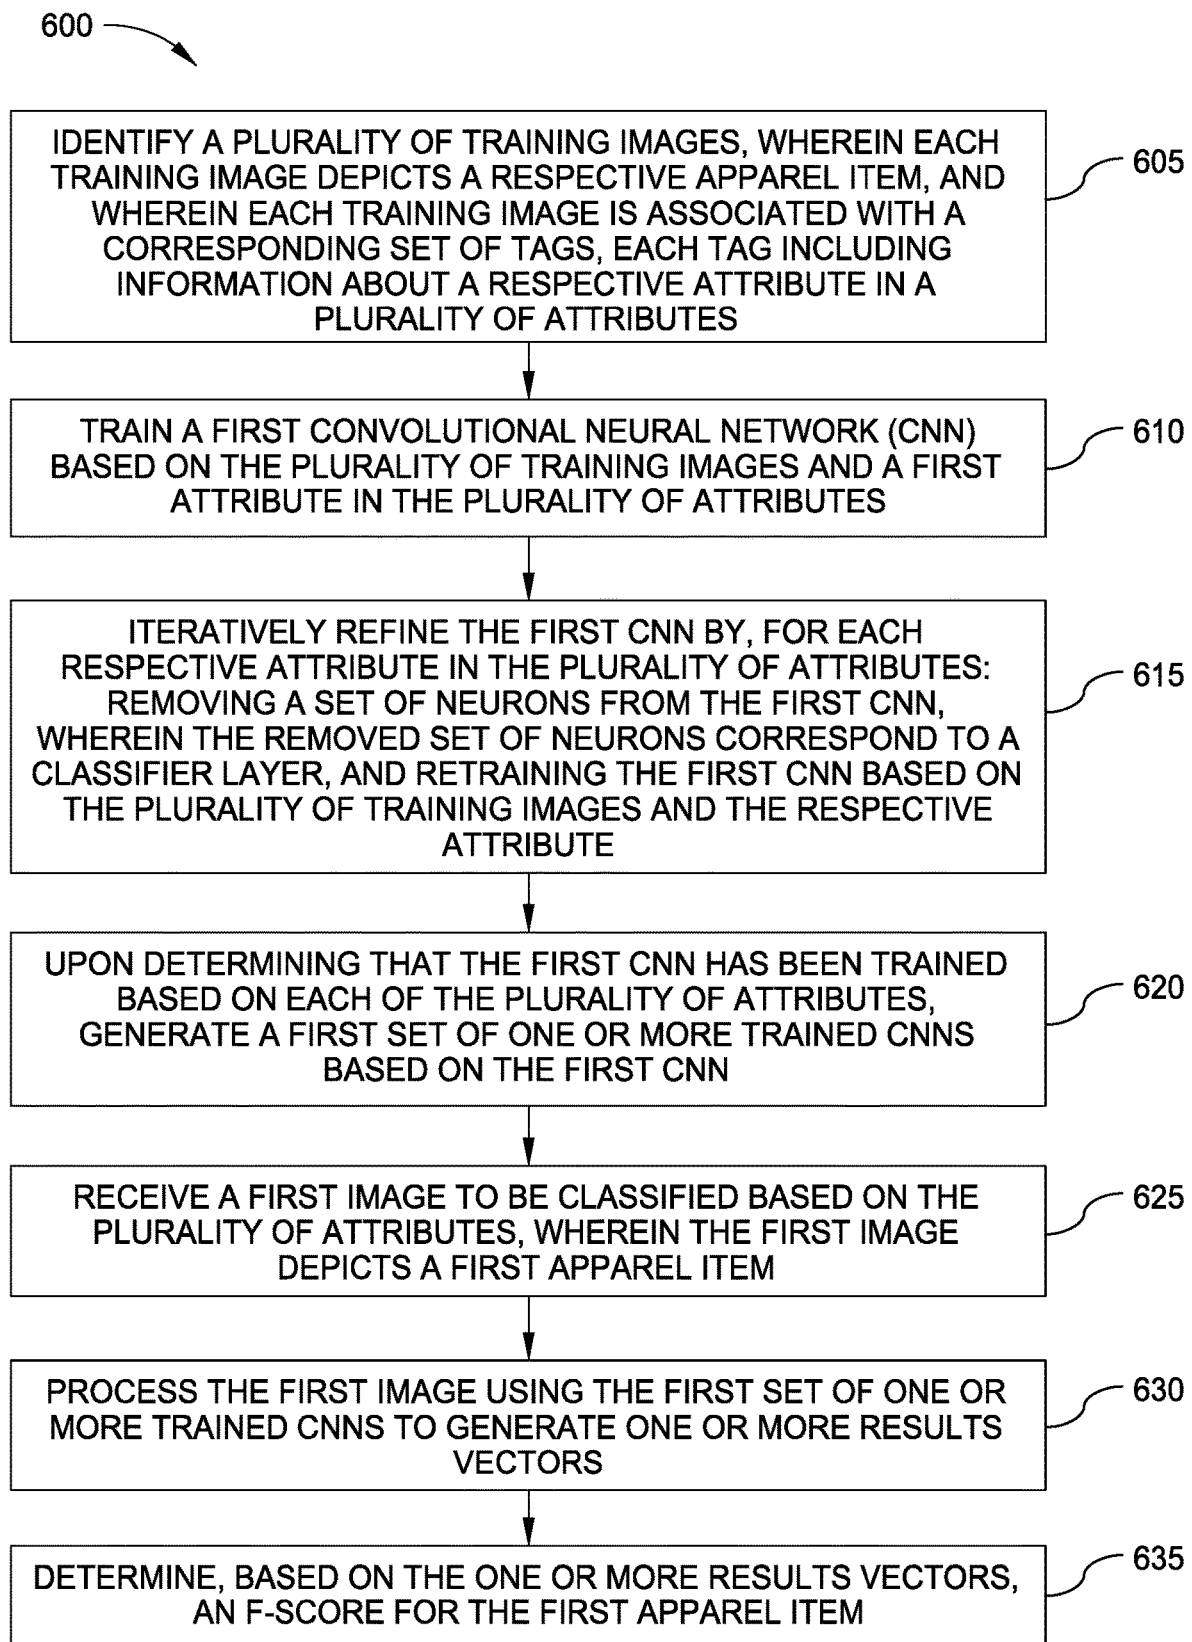 600
IDENTIFY A PLURALITY OF TRAINING IMAGES, WHEREIN EACH
TRAINING IMAGE DEPICTS A RESPECTIVE APPAREL ITEM, AND
WHEREIN EACH TRAINING IMAGE IS ASSOCIATED WITH A
CORRESPONDING SET OF TAGS, EACH TAG INCLUDING
INFORMATION ABOUT A RESPECTIVE ATTRIBUTE IN A
PLURALITY OF ATTRIBUTES
605
TRAIN A FIRST CONVOLUTIONAL NEURAL NETWORK (CNN)
BASED ON THE PLURALITY OF TRAINING IMAGES AND A FIRST
ATTRIBUTE IN THE PLURALITY OF ATTRIBUTES
610
ITERATIVELY REFINE THE FIRST CNN BY, FOR EACH
RESPECTIVE ATTRIBUTE IN THE PLURALITY OF ATTRIBUTES:
REMOVING A SET OF NEURONS FROM THE FIRST CNN,
WHEREIN THE REMOVED SET OF NEURONS CORRESPOND TO A
CLASSIFIER LAYER, AND RETRAINING THE FIRST CNN BASED ON
THE PLURALITY OF TRAINING IMAGES AND THE RESPECTIVE
ATTRIBUTE
615
UPON DETERMINING THAT THE FIRST CNN HAS BEEN TRAINED
BASED ON EACH OF THE PLURALITY OF ATTRIBUTES,
GENERATE A FIRST SET OF ONE OR MORE TRAINED CNNS
BASED ON THE FIRST CNN
620
RECEIVE A FIRST IMAGE TO BE CLASSIFIED BASED ON THE
PLURALITY OF ATTRIBUTES, WHEREIN THE FIRST IMAGE
DEPICTS A FIRST APPAREL ITEM
625
PROCESS THE FIRST IMAGE USING THE FIRST SET OF ONE OR
MORE TRAINED CNNS TO GENERATE ONE OR MORE RESULTS
VECTORS
630
DETERMINE, BASED ON THE ONE OR MORE RESULTS VECTORS,
AN F-SCORE FOR THE FIRST APPAREL ITEM
635